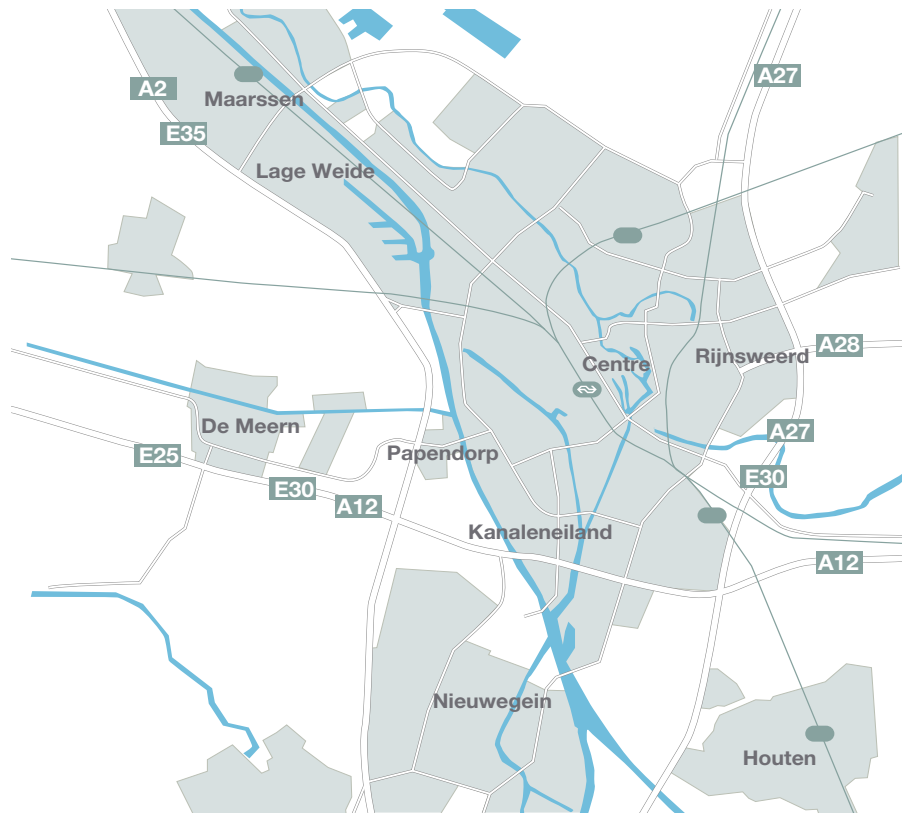 A27
A2
Maarssen
E35
Lage Weide
A28
Rijnsweerd
Centre
De Meern
A27
Papendorp
E25
E30
E30
A12
Kanaleneiland
A12
Nieuwegein
Houten